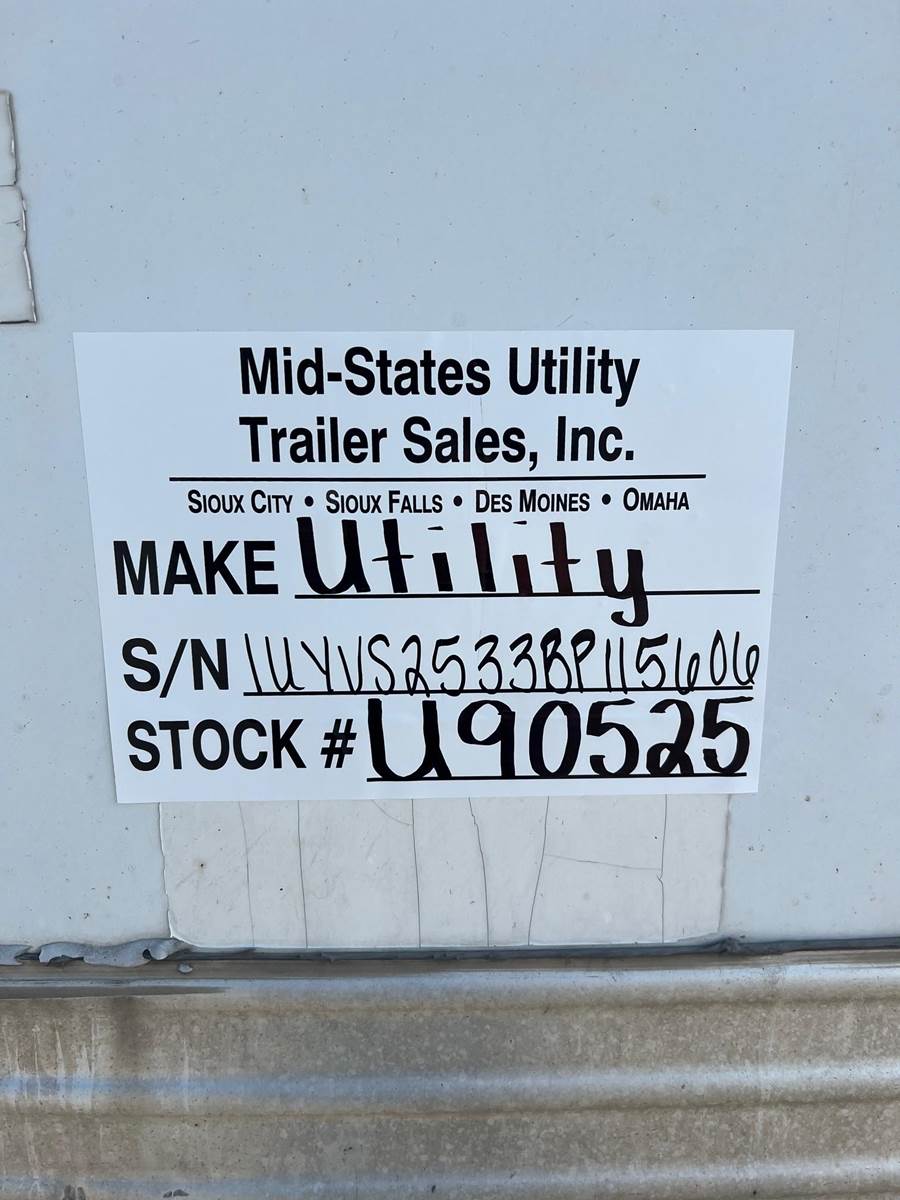 Mid-States Utility
Trailer Sales, Inc.
SIOUX CITY • SIOUX FALLS • DES MOINES • OMAHA
MAKE Utility
S/N 1UYVS2533BP115606
STOCK # U90525